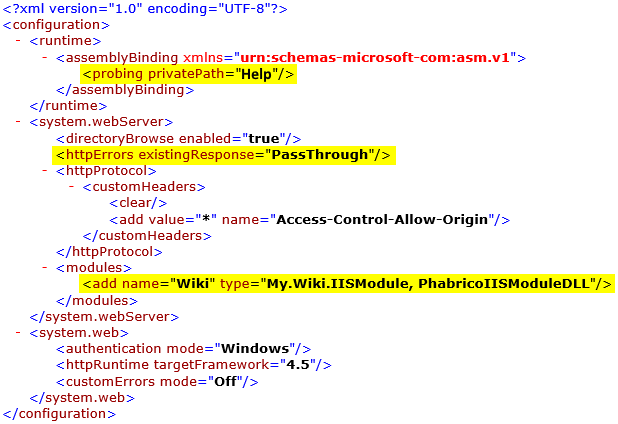 <?xml version="1.0" encoding="UTF-8"?>
<configuration>
- <runtime>
- <assemblyBinding xmlns="urn:schemas-microsoft-com:asm.v1">
<probing privatePath="Help"/>
</assemblyBinding>
</runtime>
- <system.webServer>
<directoryBrowse enabled="true"/>
<httpErrors existingResponse="PassThrough"/>
- <httpProtocol>
- <customHeaders>
<clear/>
<add value="*" name="Access-Control-Allow-Origin"/>
</customHeaders>
</httpProtocol>
- <modules>
<add name="Wiki" type="My.Wiki.IISModule, PhabricoIISModuleDLL"/>
</modules>
</system.webServer>
- <system.web>
<authentication mode="Windows"/>
<httpRuntime targetFramework="4.5"/>
<customErrors mode="Off"/>
</system.web>
</configuration>